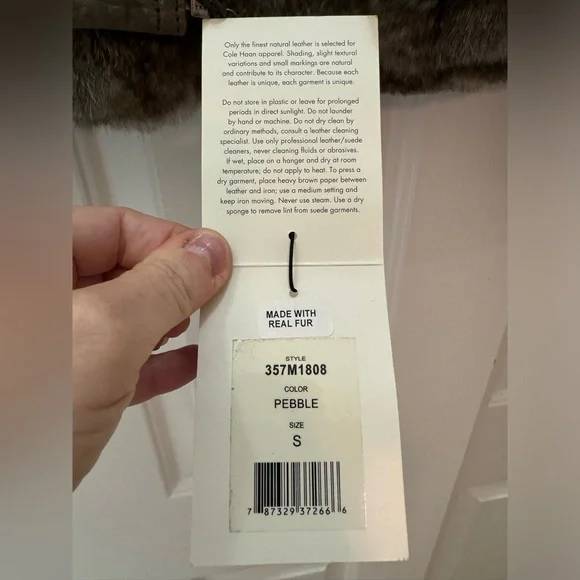 Only the finest natural leather is selected for
Cole Haan apparel. Shading, slight textural
variations and small markings are natural
and contribute to its character. Because each
leather is unique, each garment is unique.
Do not store in plastic or leave for prolonged
periods in direct sunlight. Do not launder
by hand or machine. Do not dry clean by
ordinary methods, consult a leather cleaning
specialist. Use only professional leather/suede
cleaners, never cleaning fluids or abrasives.
If wet, place on a hanger and dry at room
temperature; do not apply to heat. To press a
dry garment, place heavy brown paper between
leather and iron; use a medium setting and
keep iron moving. Never use steam. Use a dry
sponge to remove lint from suede garments.
MADE WITH
REAL FUR
STYLE
357M1808
COLOR
PEBBLE
SIZE
S
7 87329 37266 6